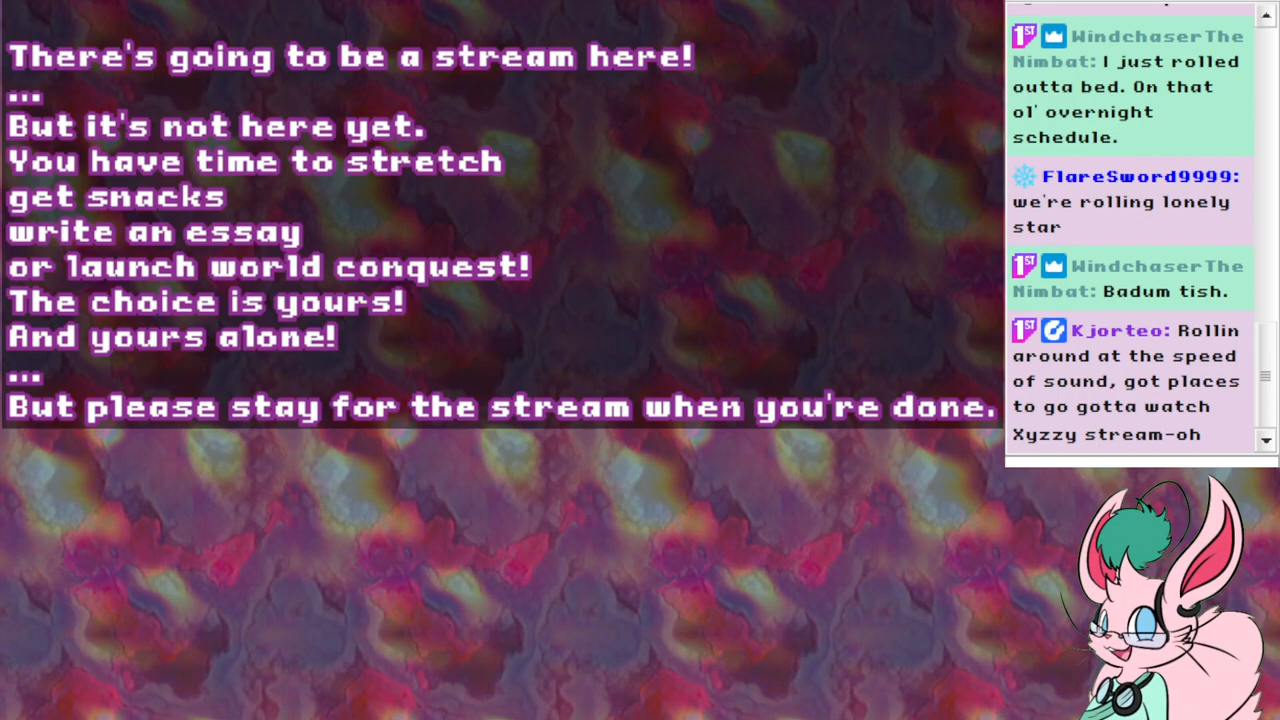 There's going to be a stream here!
...
But it's not here yet.
You have time to stretch
get snacks
write an essay
or launch world conquest!
The choice is yours!
And yours alone!
...
But please stay for the stream when you're done.
1ST WindchaserThe
Nimbat: I just rolled
outta bed. On that
ol' overnight
schedule.
FlareSword9999:
we're rolling lonely
star
1ST WindchaserThe
Nimbat: Badum tish.
1ST Kjorteo: Rollin
around at the speed
of sound, got places
to go gotta watch
Xyzzy stream-oh